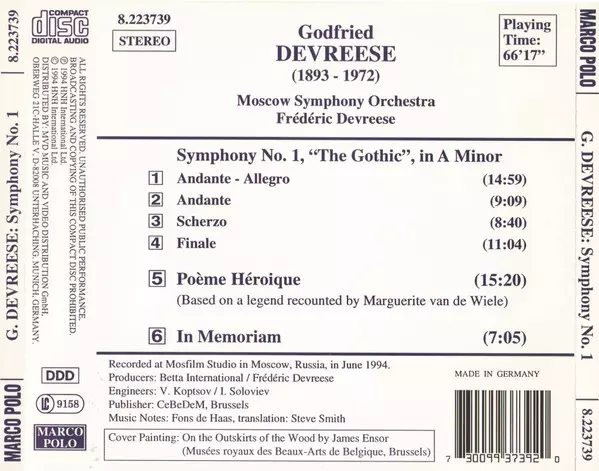 8.223739
MARCO POLO
G. DEVREESE: Symphony No. 1
COMPACT
disc
DIGITAL AUDIO
ALL RIGHTS RESERVED. UNAUTHORISED PUBLIC PERFORMANCE,
BROADCASTING AND COPYING OF THIS COMPACT DISC PROHIBITED.
℗ 1994 HNH International Ltd.
© 1994 HNH International Ltd.
DISTRIBUTED BY: MVD MUSIC AND VIDEO DISTRIBUTION GmbH,
OBERWEG 21C-HALLE V, D-82008 UNTERHACHING, MUNICH, GERMANY.
DDD
LC 9158
MARCO
POLO
8.223739
STEREO
Godfried
DEVREESE
(1893 - 1972)
Playing
Time:
66'17"
Moscow Symphony Orchestra
Frédéric Devreese
Symphony No. 1, “The Gothic”, in A Minor
1 Andante - Allegro (14:59)
2 Andante (9:09)
3 Scherzo (8:40)
4 Finale (11:04)
5 Poème Héroique (15:20)
(Based on a legend recounted by Marguerite van de Wiele)
6 In Memoriam (7:05)
Recorded at Mosfilm Studio in Moscow, Russia, in June 1994.
Producers: Betta International / Frédéric Devreese
Engineers: V. Koptsov / I. Soloviev
Publisher: CeBeDeM, Brussels
Music Notes: Fons de Haas, translation: Steve Smith
Cover Painting: On the Outskirts of the Wood by James Ensor
(Musées royaux des Beaux-Arts de Belgique, Brussels)
MADE IN GERMANY
7 30099 37392 0
MARCO POLO
G. DEVREESE: Symphony No. 1
8.223739